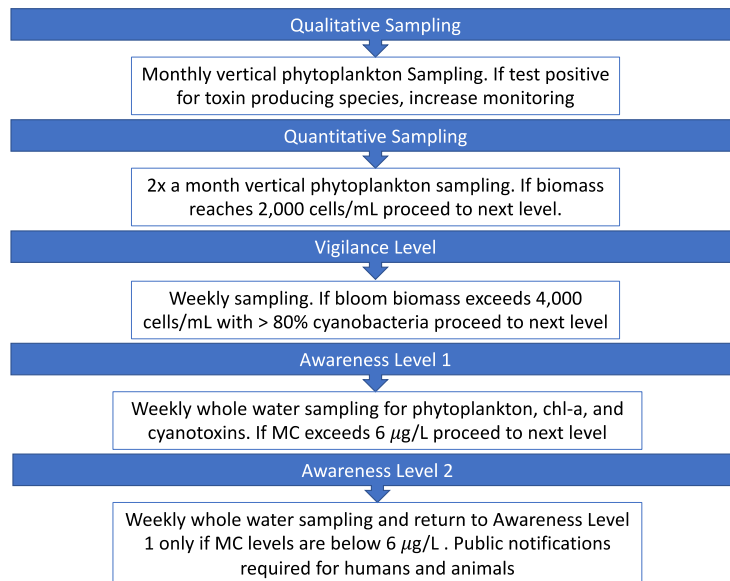 Qualitative Sampling
Monthly vertical phytoplankton Sampling. If test positive
for toxin producing species, increase monitoring
Quantitative Sampling
2x a month vertical phytoplankton sampling. If biomass
reaches 2,000 cells/mL proceed to next level.
Vigilance Level
Weekly sampling. If bloom biomass exceeds 4,000
cells/mL with > 80% cyanobacteria proceed to next level
Awareness Level 1
Weekly whole water sampling for phytoplankton, chl-a, and
cyanotoxins. If MC exceeds 6 𝜇g/L proceed to next level
Awareness Level 2
Weekly whole water sampling and return to Awareness Level
1 only if MC levels are below 6 𝜇g/L . Public notifications
required for humans and animals